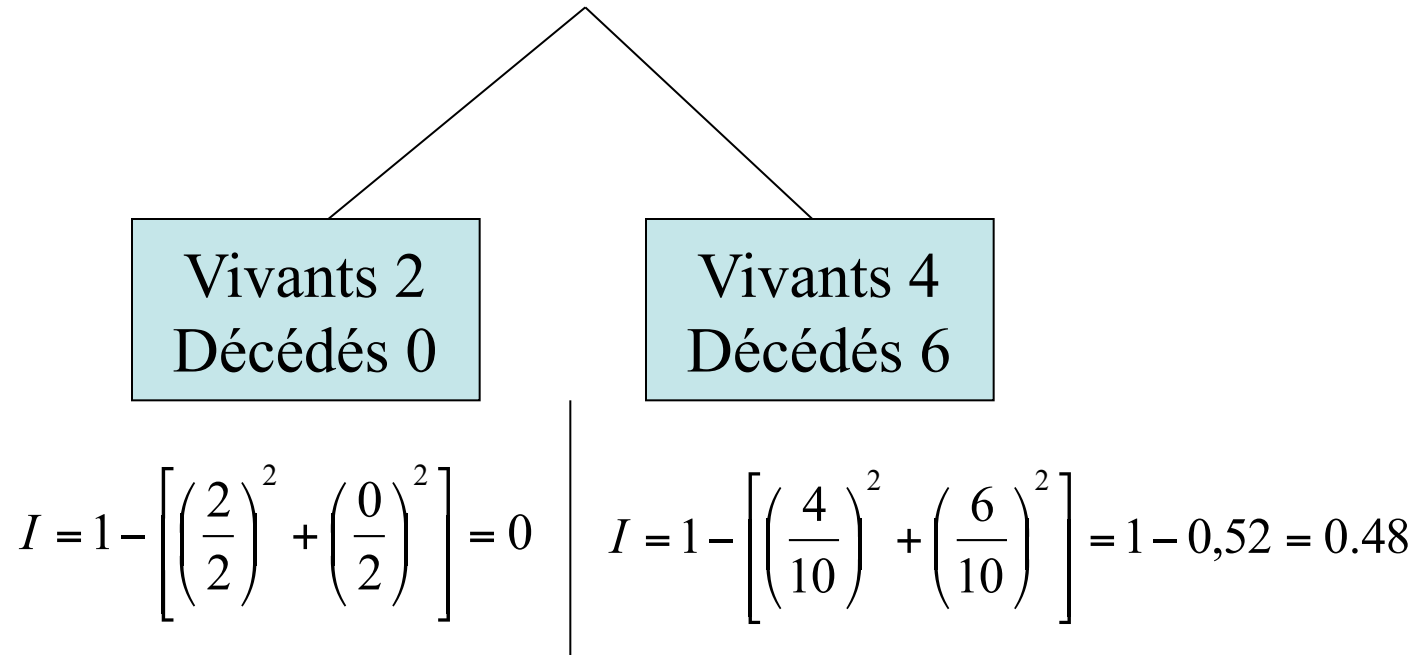 Vivants 2
Décédés 0
Vivants 4
Décédés 6
I = 1 − [(2/2)² + (0/2)²] = 0
I = 1 − [(4/10)² + (6/10)²] = 1 − 0,52 = 0.48